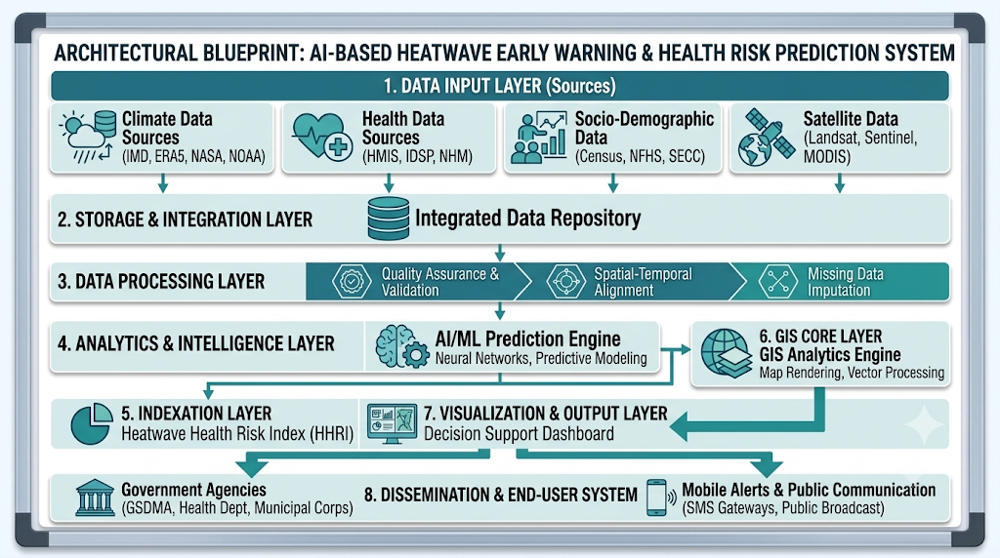 ARCHITECTURAL BLUEPRINT: AI-BASED HEATWAVE EARLY WARNING & HEALTH RISK PREDICTION SYSTEM
1. DATA INPUT LAYER (Sources)
Climate Data
Sources
(IMD, ERA5, NASA, NOAA)
Health Data
Sources
(HMIS, IDSP, NHM)
Socio-Demographic
Data
(Census, NFHS, SECC)
Satellite Data
(Landsat, Sentinel,
MODIS)
2. STORAGE & INTEGRATION LAYER
Integrated Data Repository
3. DATA PROCESSING LAYER
Quality Assurance &
Validation
Spatial-Temporal
Alignment
Missing Data
Imputation
4. ANALYTICS & INTELLIGENCE LAYER
AI/ML Prediction Engine
Neural Networks, Predictive Modeling
6. GIS CORE LAYER
GIS Analytics Engine
Map Rendering, Vector Processing
5. INDEXATION LAYER
Heatwave Health Risk Index (HHRI)
7. VISUALIZATION & OUTPUT LAYER
Decision Support Dashboard
Government Agencies
(GSDMA, Health Dept, Municipal Corps)
8. DISSEMINATION & END-USER SYSTEM
Mobile Alerts & Public Communication
(SMS Gateways, Public Broadcast)